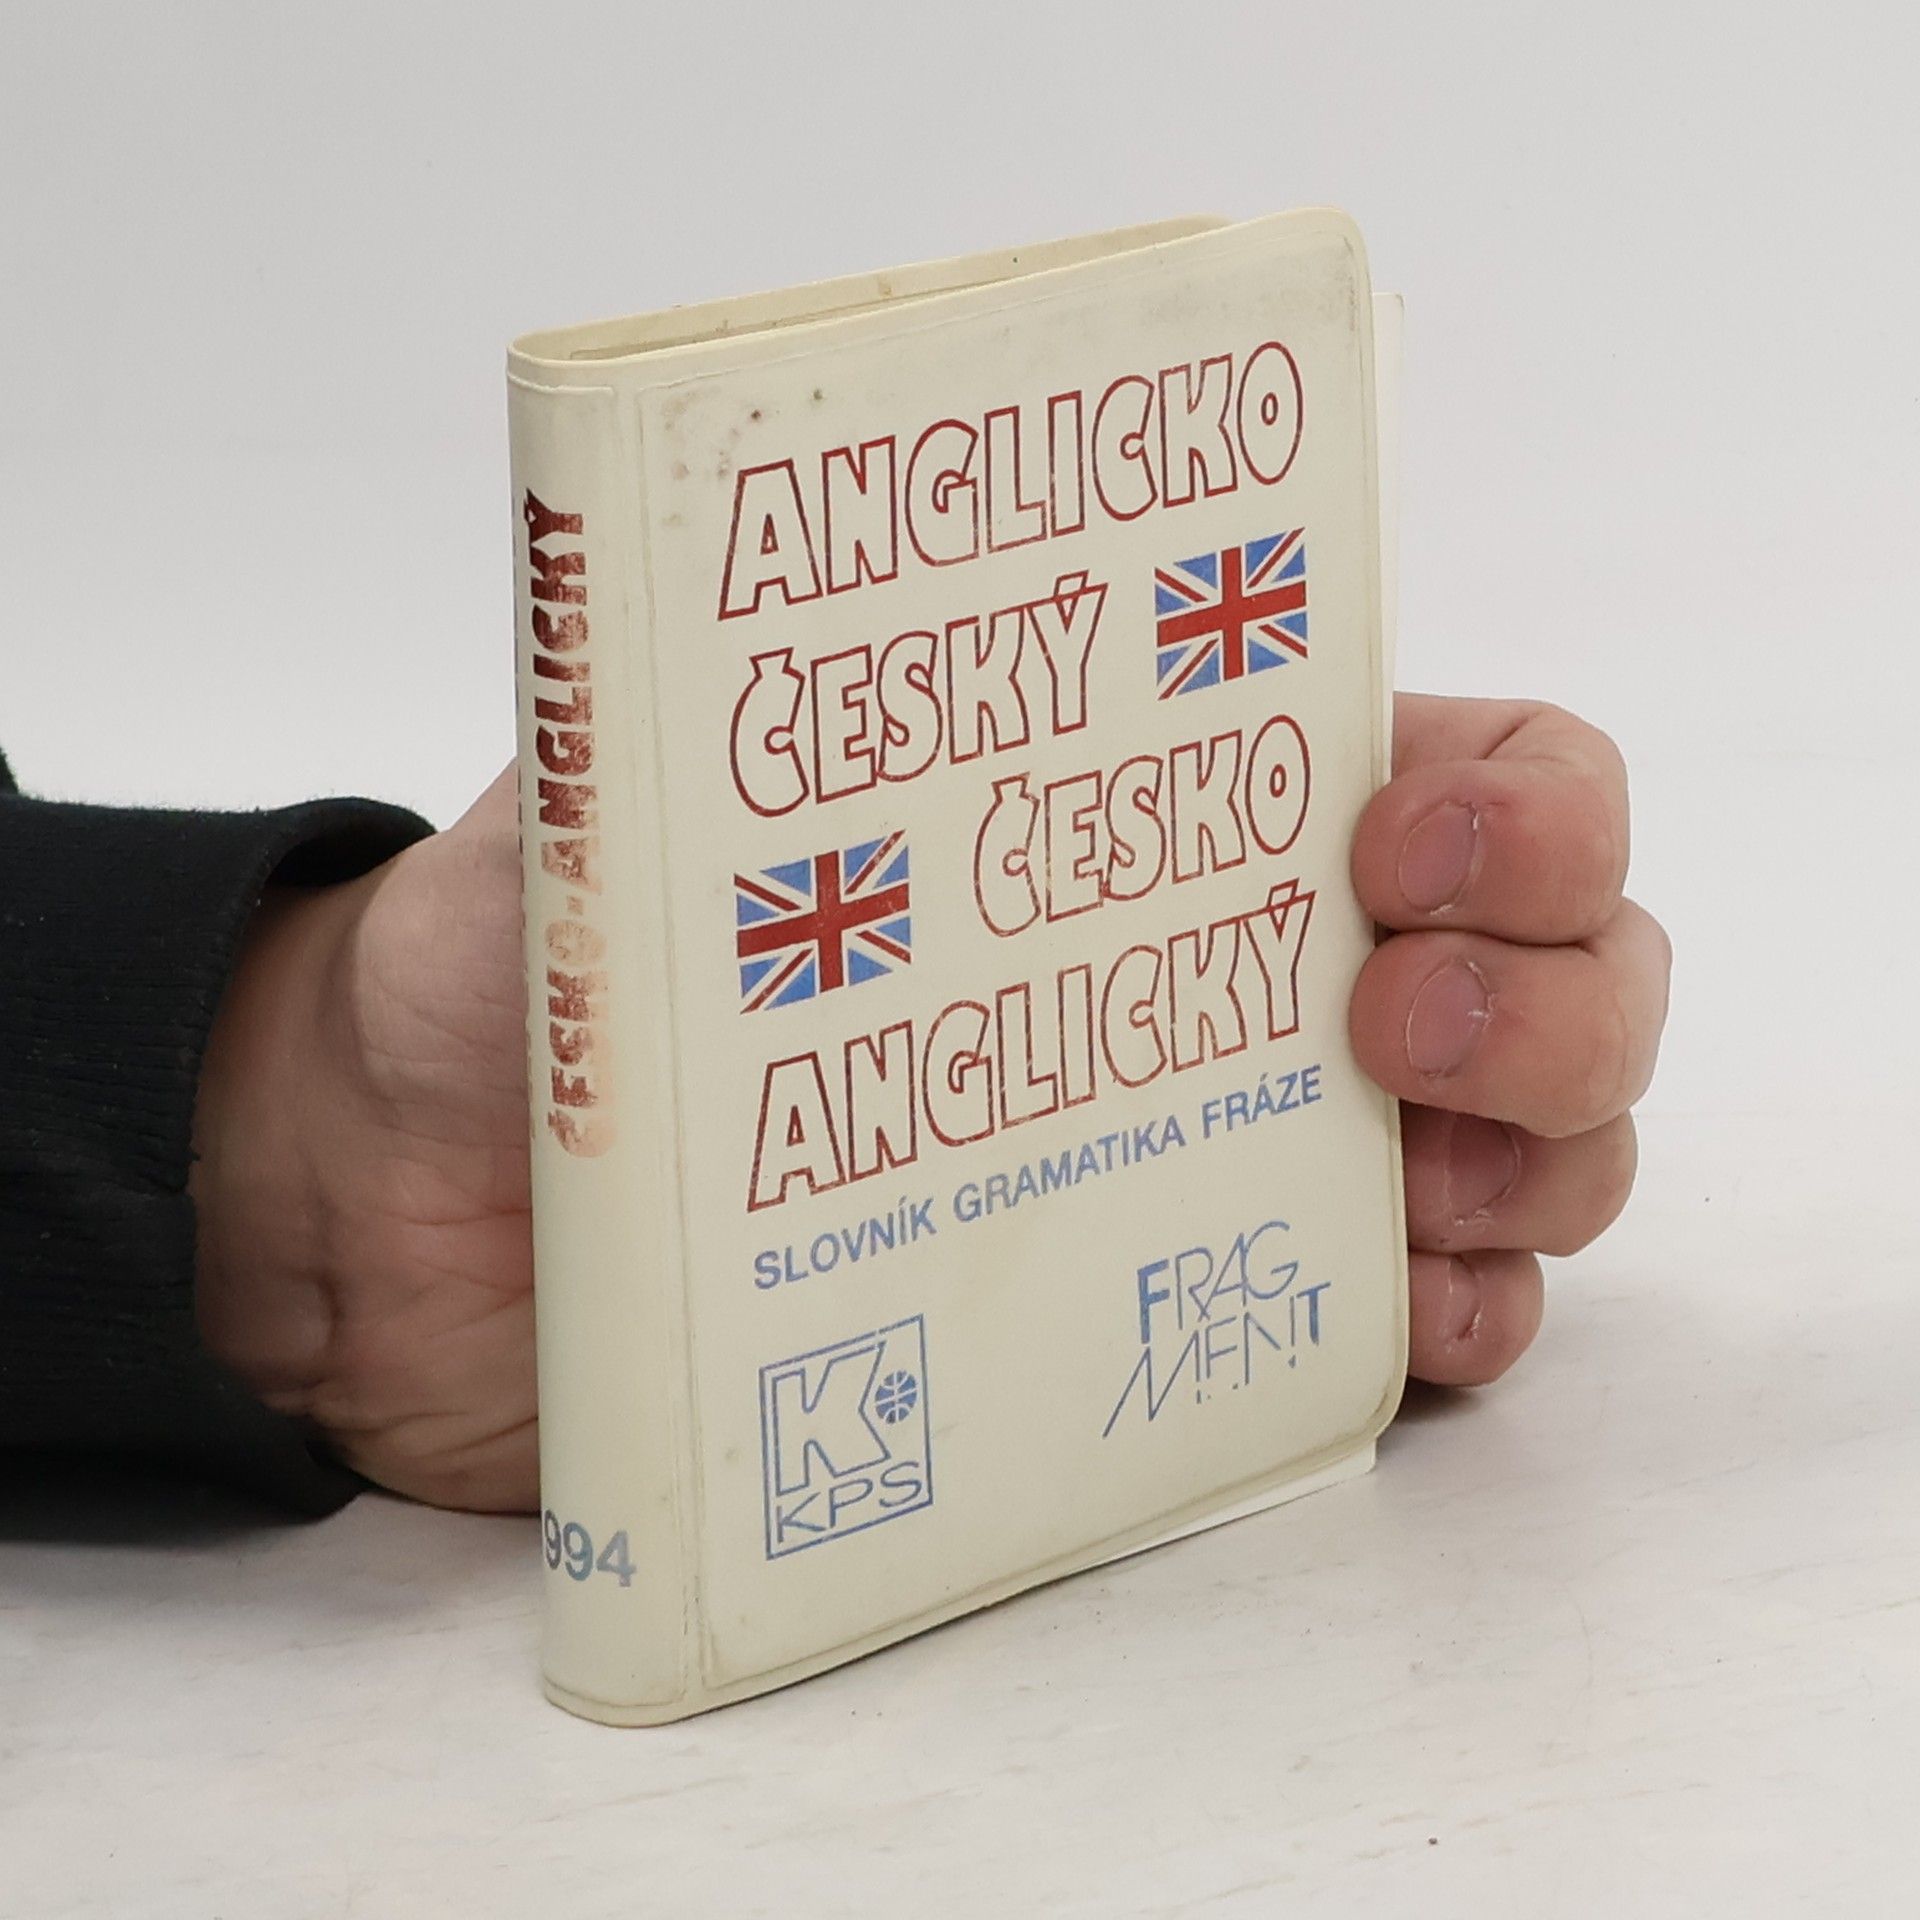 ANGLICKO
ČESKÝ
ČESKO
ANGLICKÝ
SLOVNÍK GRAMATIKA FRÁZE
K
KPS
FRAG
MENT
ČESKO-ANGLICKÝ
994